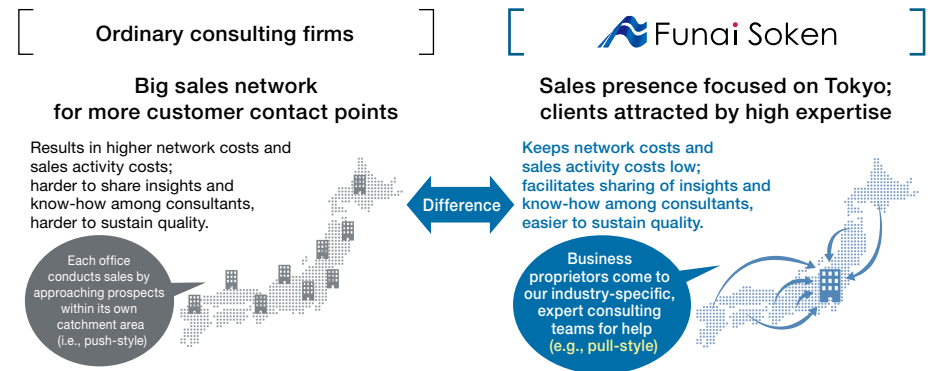 Ordinary consulting firms
Big sales network
for more customer contact points
Results in higher network costs and
sales activity costs;
harder to share insights and
know-how among consultants,
harder to sustain quality.
Each office
conducts sales by
approaching prospects
within its own
catchment area
(i.e., push-style)
Difference
Funai Soken
Sales presence focused on Tokyo;
clients attracted by high expertise
Keeps network costs and
sales activity costs low;
facilitates sharing of insights and
know-how among consultants,
easier to sustain quality.
Business
proprietors come to
our industry-specific,
expert consulting
teams for help
(e.g., pull-style)